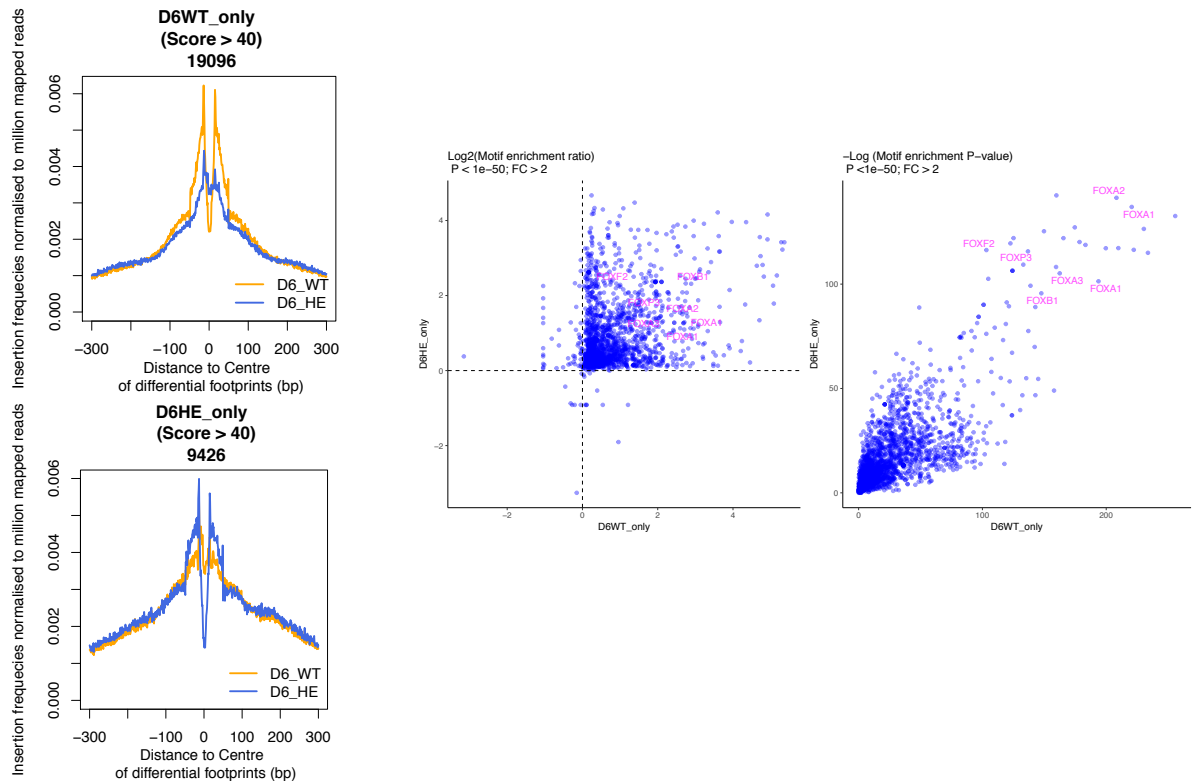 D6WT_only
(Score > 40)
19096
Insertion frequecies normalised to million mapped reads
0.006
0.004
0.002
0.000
D6_WT
D6_HE
−300
−200
−100
0
100
200
300
Distance to Centre
of differential footprints (bp)
D6HE_only
(Score > 40)
9426
Insertion frequecies normalised to million mapped reads
0.006
0.004
0.002
0.000
D6_WT
D6_HE
−300
−100
0
100
200
300
Distance to Centre
of differential footprints (bp)
Log2(Motif enrichment ratio)
P < 1e−50; FC > 2
D6HE_only
4
2
0
−2
FOXF2
FOXB1
FOXA2
FOXA1
−2
0
2
4
D6WT_only
−Log (Motif enrichment P-value)
P <1e−50; FC > 2
D6HE_only
100
50
0
FOXA2
FOXA1
FOXF2
FOXP3
FOXA3
FOXA1
FOXB1
0
100
200
D6WT_only